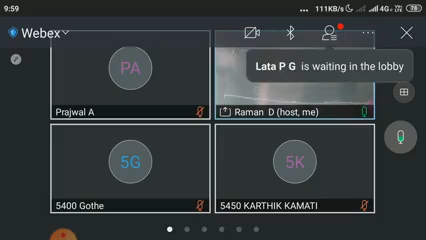 9:59
111KB/s
4G+
78
Webex
Lata P G is waiting in the lobby
PA
Prajwal A
Raman D (host, me)
5G
5K
5400 Gothe
5450 KARTHIK KAMATI